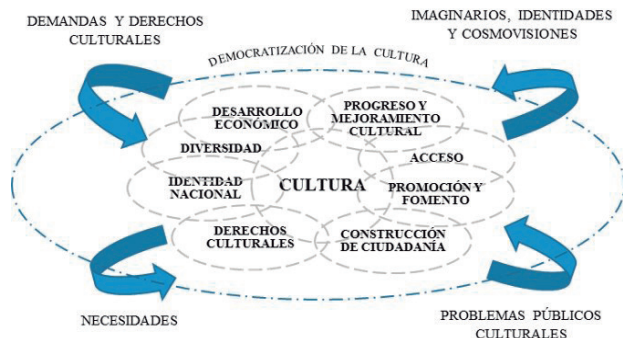 DEMANDAS Y DERECHOS
CULTURALES
IMAGINARIOS, IDENTIDADES
Y COSMOVISIONES
DEMOCRATIZACIÓN DE LA CULTURA
DESARROLLO
ECONÓMICO
PROGRESO Y
MEJORAMIENTO
CULTURAL
DIVERSIDAD
ACCESO
IDENTIDAD
NACIONAL
CULTURA
PROMOCIÓN Y
FOMENTO
DERECHOS
CULTURALES
CONSTRUCCIÓN
DE CIUDADANÍA
NECESIDADES
PROBLEMAS PÚBLICOS
CULTURALES